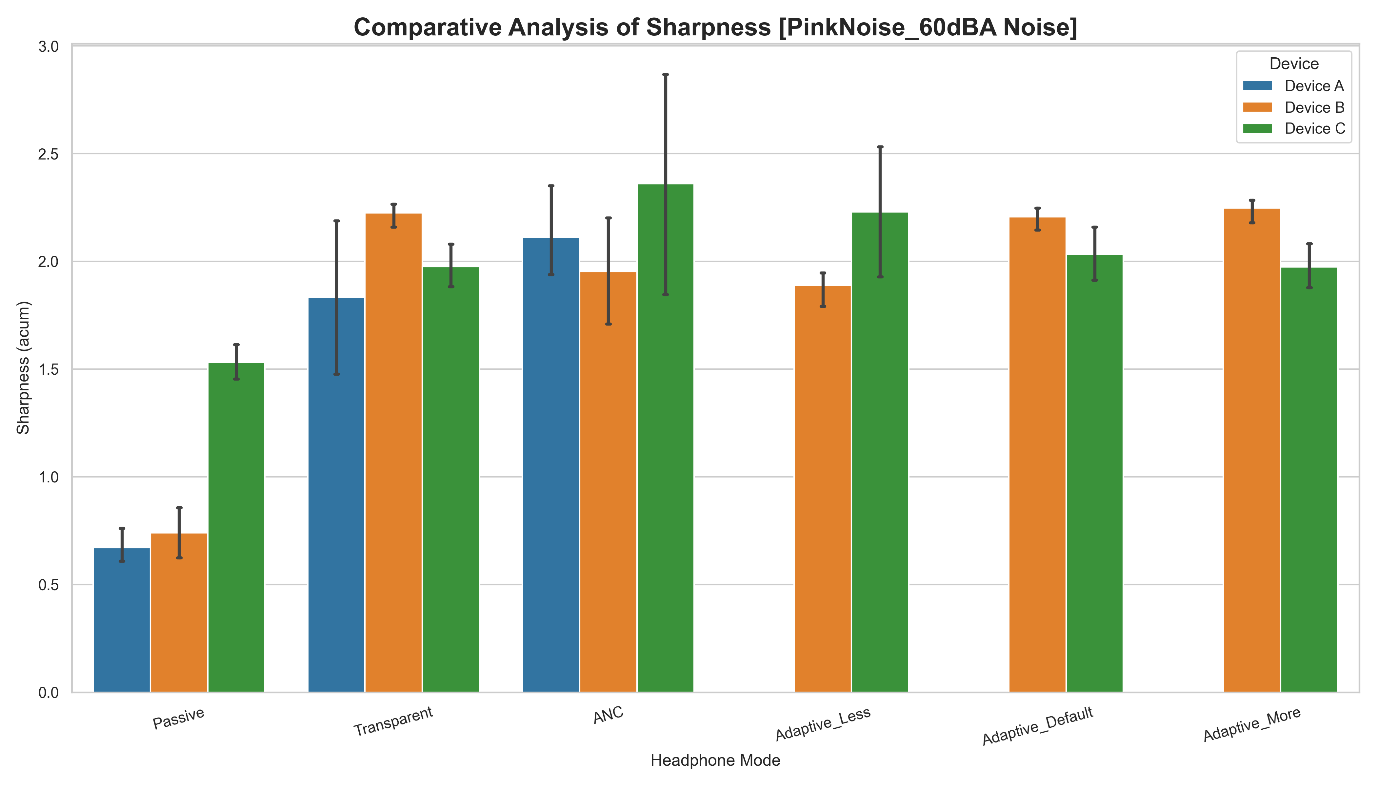 Comparative Analysis of Sharpness [PinkNoise_60dBA Noise]
Device
Device A
Device B
Device C
Sharpness (acum)
3.0
2.5
2.0
1.5
1.0
0.5
0.0
Passive
Transparent
ANC
Adaptive_Less
Adaptive_Default
Adaptive_More
Headphone Mode